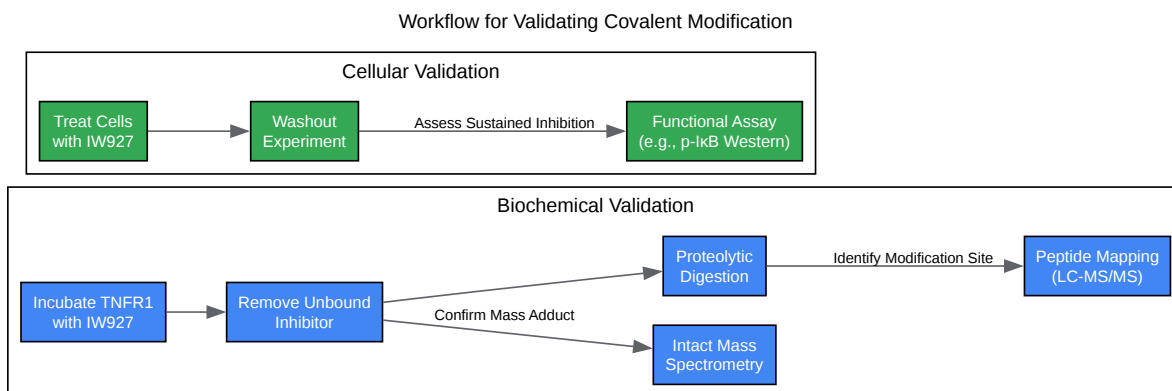 Workflow for Validating Covalent Modification
Cellular Validation
Treat Cells
with IW927
Washout
Experiment
Assess Sustained Inhibition
Functional Assay
(e.g., p-IκB Western)
Biochemical Validation
Incubate TNFR1
with IW927
Remove Unbound
Inhibitor
Confirm Mass Adduct
Proteolytic
Digestion
Identify Modification Site
Peptide Mapping
(LC-MS/MS)
Intact Mass
Spectrometry